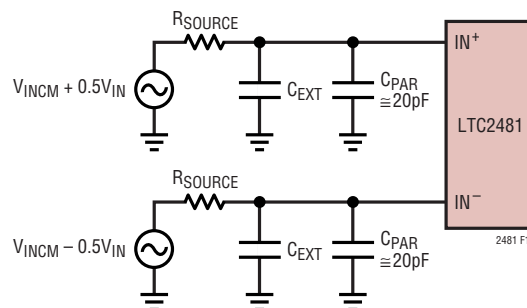 RSOURCE
IN+
VINCM + 0.5VIN
CEXT
CPAR
≅20pF
LTC2481
RSOURCE
IN–
VINCM – 0.5VIN
CEXT
CPAR
≅20pF
2481 F1